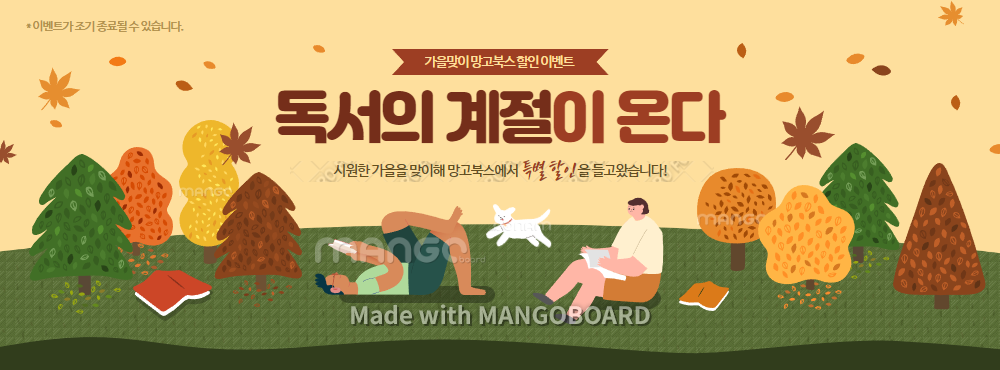 * 이벤트가 조기 종료될 수 있습니다.
가을맞이 망고북스 할인 이벤트
독서의 계절이 온다
시원한 가을을 맞이해 망고북스에서 특별 할인을 들고왔습니다!
mango
mango
mango board
Made with MANGOBOARD